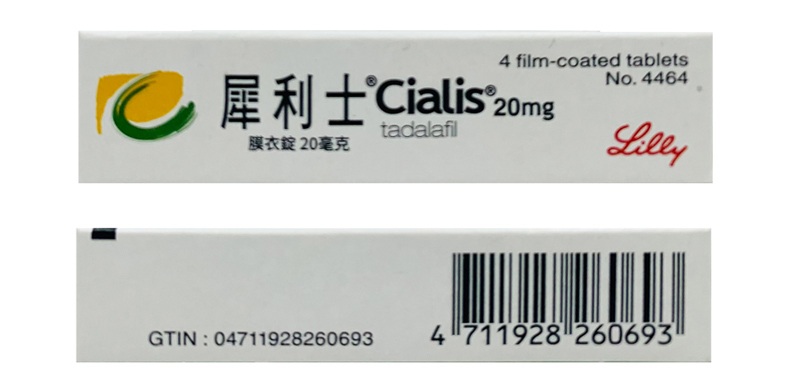 犀利士®Cialis®20mg
tadalafil
膜衣錠 20毫克
4 film-coated tablets
No. 4464
Lilly
GTIN : 04711928260693
4 711928 260693